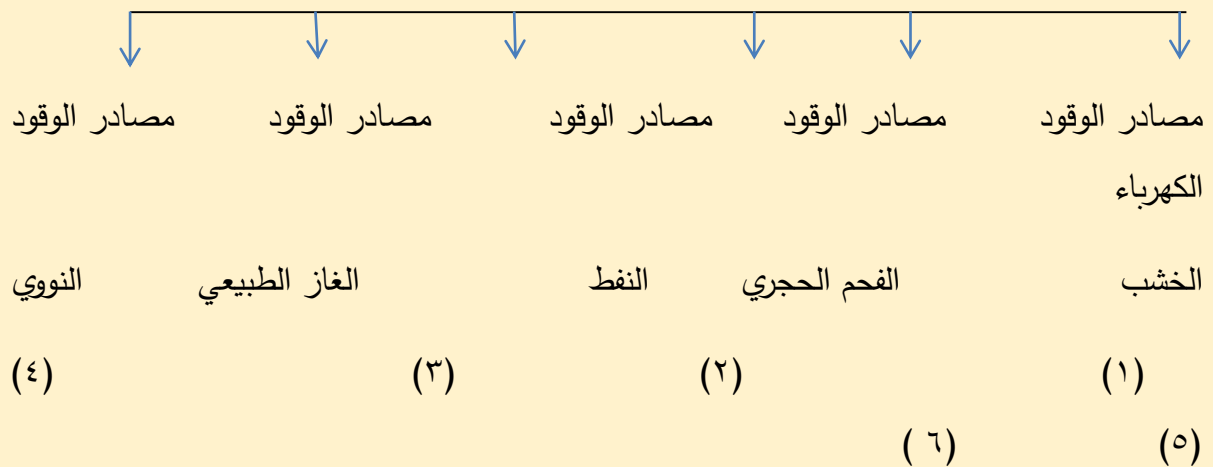 مصادر الوقود مصادر الوقود مصادر الوقود مصادر الوقود مصادر الوقود
الكهرباء
الخشب الفحم الحجري النفط الغاز الطبيعي النووي
(١) (٢) (٣) (٤)
(٥) (٦ )